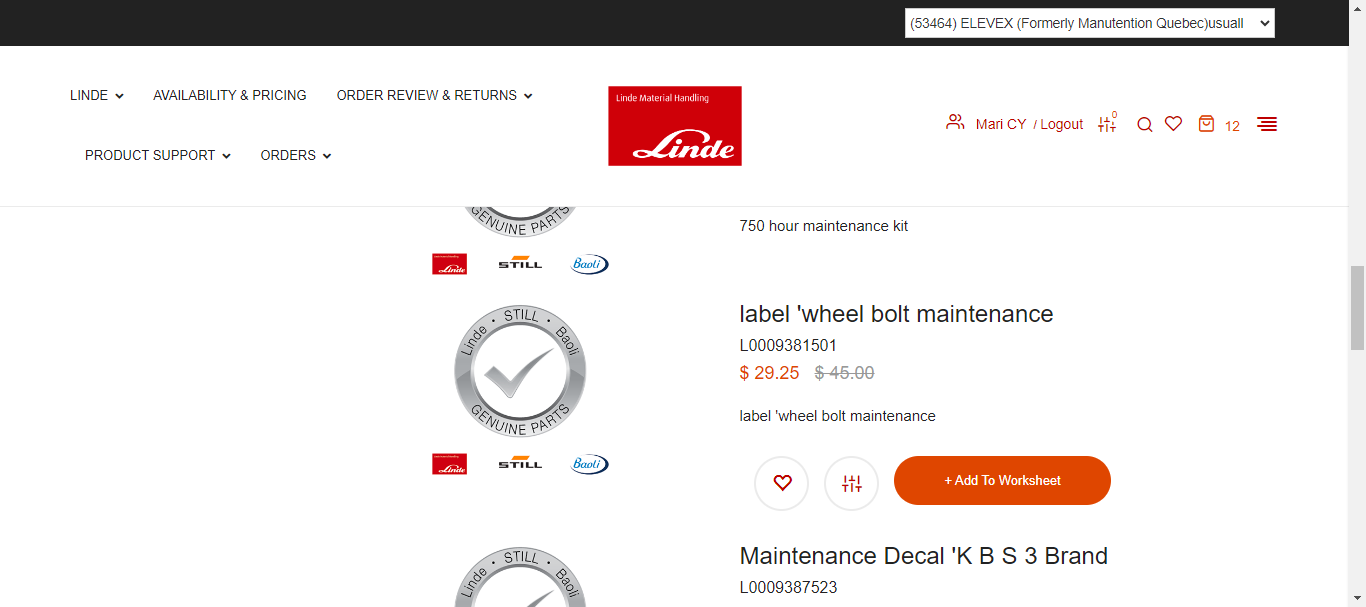 (53464) ELEVEX (Formerly Manutention Quebec)usuall
LINDE
AVAILABILITY & PRICING
ORDER REVIEW & RETURNS
PRODUCT SUPPORT
ORDERS
Linde Material Handling
Linde
Mari CY / Logout
0
12
GENUINE PARTS
Linde
STILL
Baoli
750 hour maintenance kit
Linde • STILL • Baoli
GENUINE PARTS
Linde
STILL
Baoli
label 'wheel bolt maintenance
L0009381501
$ 29.25 $ 45.00
label 'wheel bolt maintenance
+ Add To Worksheet
Linde • STILL • Baoli
Maintenance Decal 'K B S 3 Brand
L0009387523